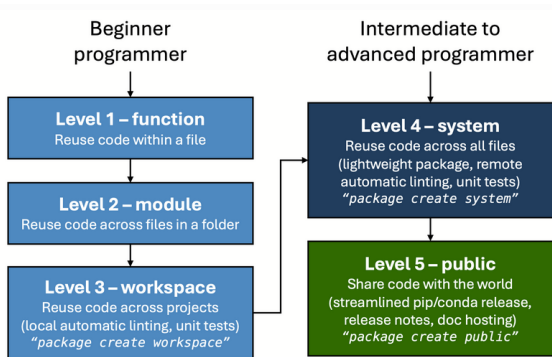 Beginner
programmer
Level 1 – function
Reuse code within a file
Level 2 – module
Reuse code across files in a folder
Level 3 – workspace
Reuse code across projects
(local automatic linting, unit tests)
“package create workspace”
Intermediate to
advanced programmer
Level 4 – system
Reuse code across all files
(lightweight package, remote
automatic linting, unit tests)
“package create system”
Level 5 – public
Share code with the world
(streamlined pip/conda release,
release notes, doc hosting)
“package create public”